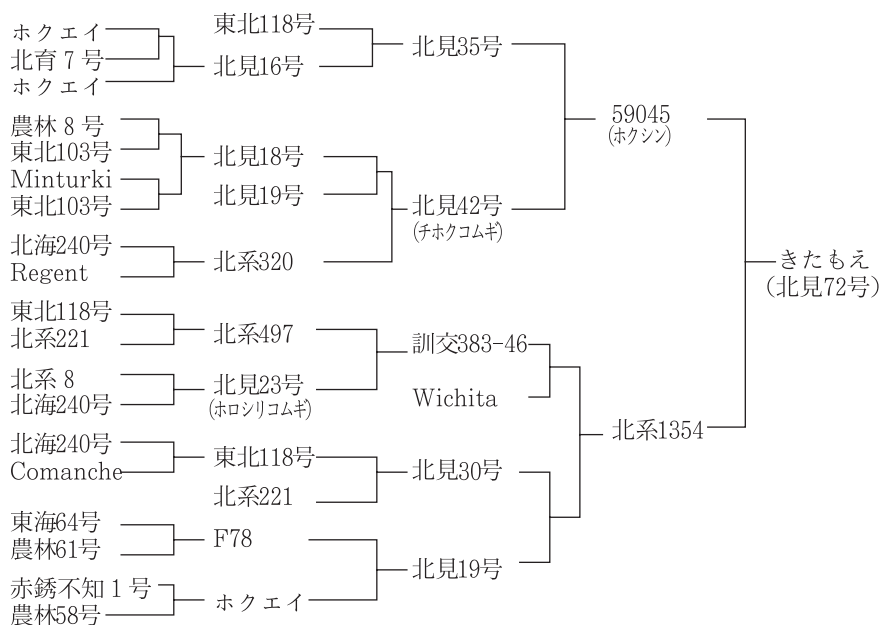 ホクエイ
北育７号
ホクエイ
東北118号
北見16号
北見35号
農林８号
東北103号
Minturki
東北103号
北見18号
北見19号
北海240号
Regent
北系320
北見42号
(チホクコムギ)
59045
(ホクシン)
東北118号
北系221
北系497
北系８
北海240号
北見23号
(ホロシリコムギ)
訓交383-46
Wichita
北海240号
Comanche
東北118号
北系221
北見30号
東海64号
農林61号
F78
赤銹不知１号
農林58号
ホクエイ
北見19号
北系1354
きたもえ
(北見72号)